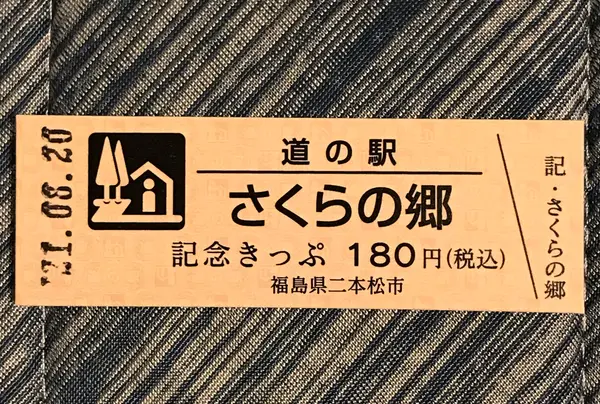 '21.08.20
道の駅
さくらの郷
記念きっぷ 180円(税込)
福島県二本松市
記・さくらの郷